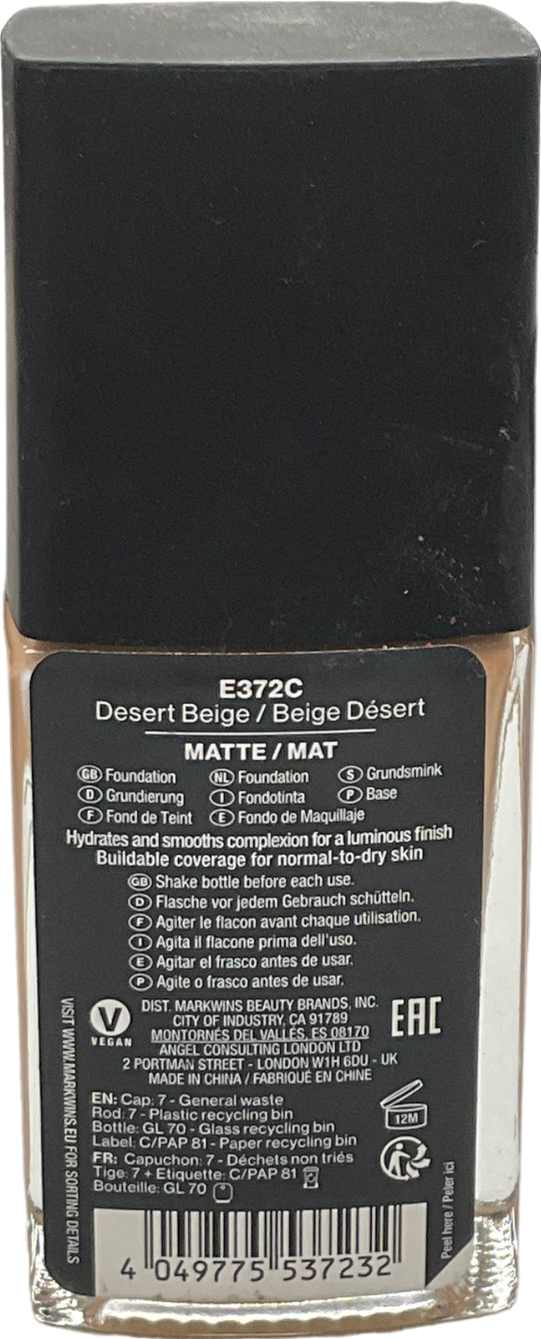 E372C
Desert Beige / Beige Désert
MATTE / MAT
GB Foundation NL Foundation S Grundsmink
D Grundierung I Fondotinta P Base
F Fond de Teint E Fondo de Maquillaje
Hydrates and smooths complexion for a luminous finish
Buildable coverage for normal-to-dry skin
GB Shake bottle before each use.
D Flasche vor jedem Gebrauch schütteln.
F Agiter le flacon avant chaque utilisation.
I Agita il flacone prima dell'uso.
E Agitar el frasco antes de usar.
P Agite o frasco antes de usar.
V
VEGAN
DIST. MARKWINS BEAUTY BRANDS, INC.
CITY OF INDUSTRY, CA 91789
MONTORNÉS DEL VALLÉS, ES 08170
ANGEL CONSULTING LONDON LTD
2 PORTMAN STREET - LONDON W1H 6DU - UK
MADE IN CHINA / FABRIQUÉ EN CHINE
EAC
EN: Cap: 7 - General waste
Rod: 7 - Plastic recycling bin
Bottle: GL 70 - Glass recycling bin
Label: C/PAP 81 - Paper recycling bin
FR: Capuchon: 7 - Déchets non triés
Tige: 7 + Etiquette: C/PAP 81
Bouteille: GL 70
12M
VISIT WWW.MARKWINS.EU FOR SORTING DETAILS
Peel here / Peler ici
4 049775 537232